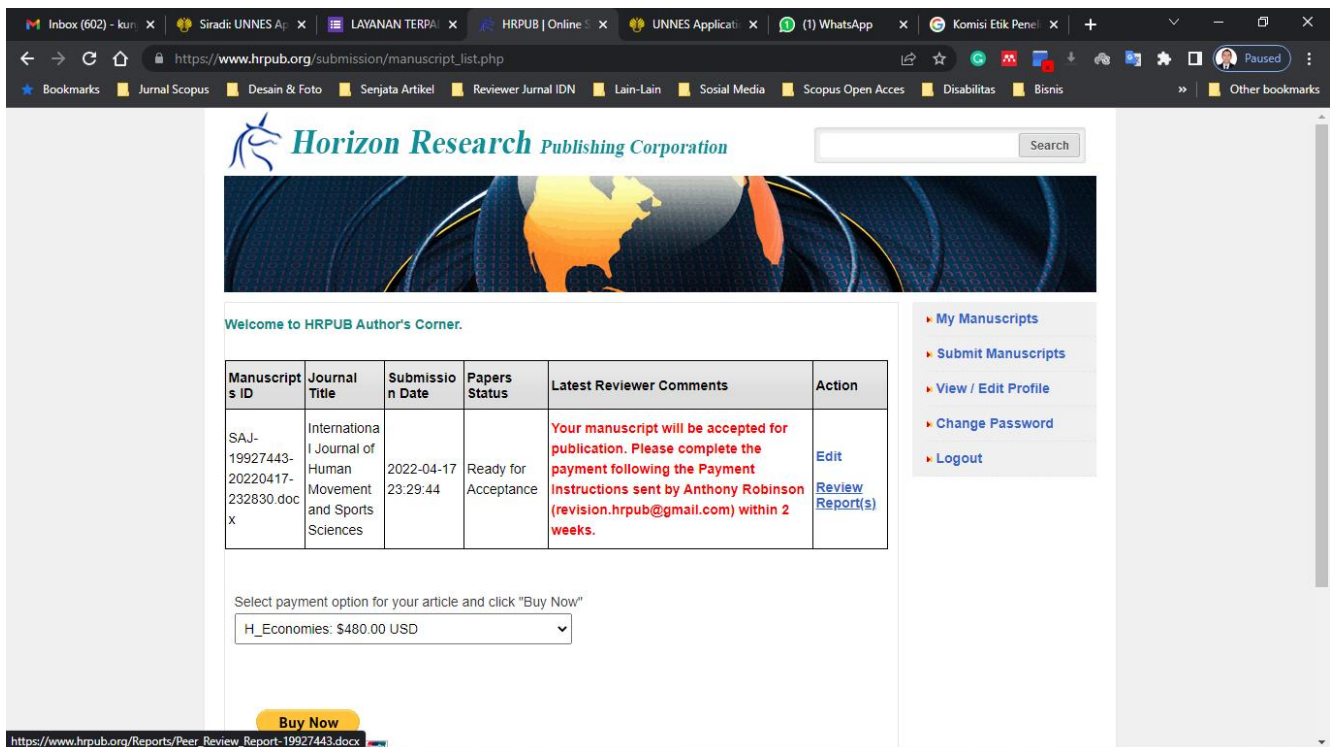 Inbox (602) - kun
Siradi: UNNES Ap
LAYANAN TERPA
HRPUB | Online S
UNNES Applicati
(1) WhatsApp
Komisi Etik Penel
https://www.hrpub.org/submission/manuscript_list.php
Paused
Bookmarks
Jurnal Scopus
Desain & Foto
Senjata Artikel
Reviewer Jurnal IDN
Lain-Lain
Sosial Media
Scopus Open Acces
Disabilitas
Bisnis
»
Other bookmarks
Horizon Research Publishing Corporation
Search
Welcome to HRPUB Author's Corner.
Manuscript
s ID
Journal
Title
Submissio
n Date
Papers
Status
Latest Reviewer Comments
Action
SAJ-
19927443-
20220417-
232830.doc
x
Internationa
l Journal of
Human
Movement
and Sports
Sciences
2022-04-17
23:29:44
Ready for
Acceptance
Your manuscript will be accepted for
publication. Please complete the
payment following the Payment
Instructions sent by Anthony Robinson
(revision.hrpub@gmail.com) within 2
weeks.
Edit
Review
Report(s)
My Manuscripts
Submit Manuscripts
View / Edit Profile
Change Password
Logout
Select payment option for your article and click "Buy Now"
H_Economies: $480.00 USD
Buy Now
https://www.hrpub.org/Reports/Peer_Review_Report-19927443.docx